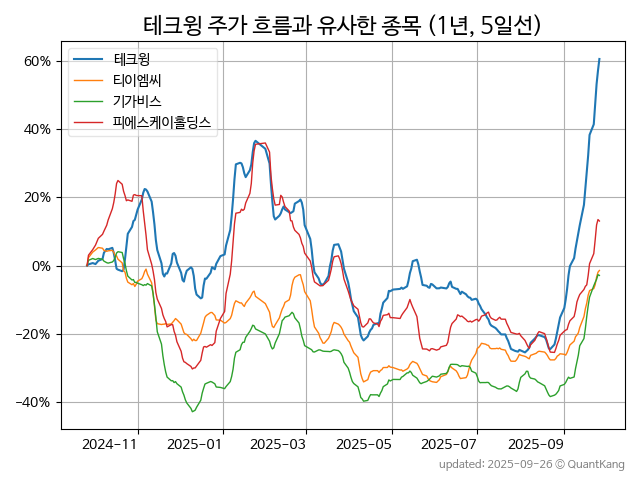 테크윙 주가 흐름과 유사한 종목 (1년, 5일선)
테크윙
티이엠씨
기가비스
피에스케이홀딩스
60%
40%
20%
0%
−20%
−40%
2024-11
2025-01
2025-03
2025-05
2025-07
2025-09
updated: 2025-09-26 © QuantKang